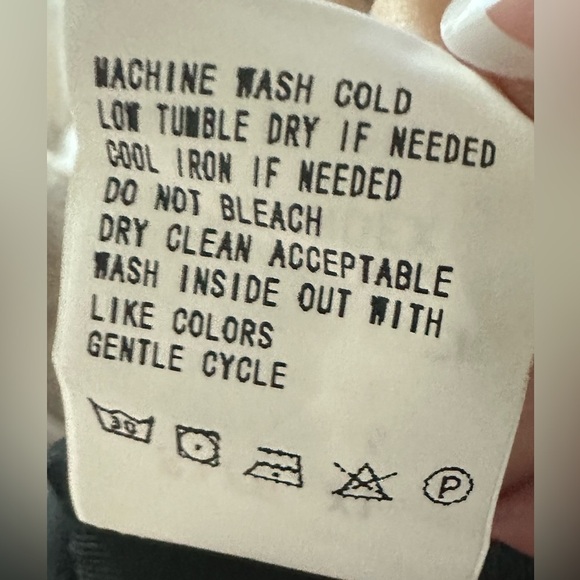 MACHINE WASH COLD
LOW TUMBLE DRY IF NEEDED
COOL IRON IF NEEDED
DO NOT BLEACH
DRY CLEAN ACCEPTABLE
WASH INSIDE OUT WITH
LIKE COLORS
GENTLE CYCLE
30 P